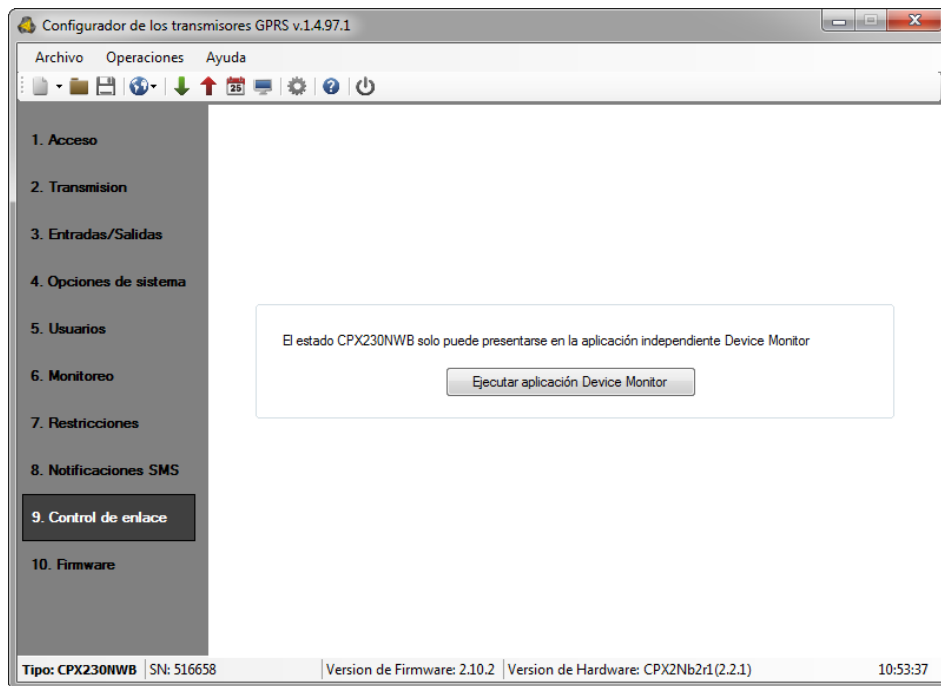 Configurador de los transmisores GPRS v.1.4.97.1
Archivo Operaciones Ayuda
25
1. Acceso
2. Transmision
3. Entradas/Salidas
4. Opciones de sistema
5. Usuarios
6. Monitoreo
7. Restricciones
8. Notificaciones SMS
9. Control de enlace
10. Firmware
El estado CPX230NWB solo puede presentarse en la aplicación independiente Device Monitor
Ejecutar aplicación Device Monitor
Tipo: CPX230NWB SN: 516658 Version de Firmware: 2.10.2 Version de Hardware: CPX2Nb2r1(2.2.1) 10:53:37